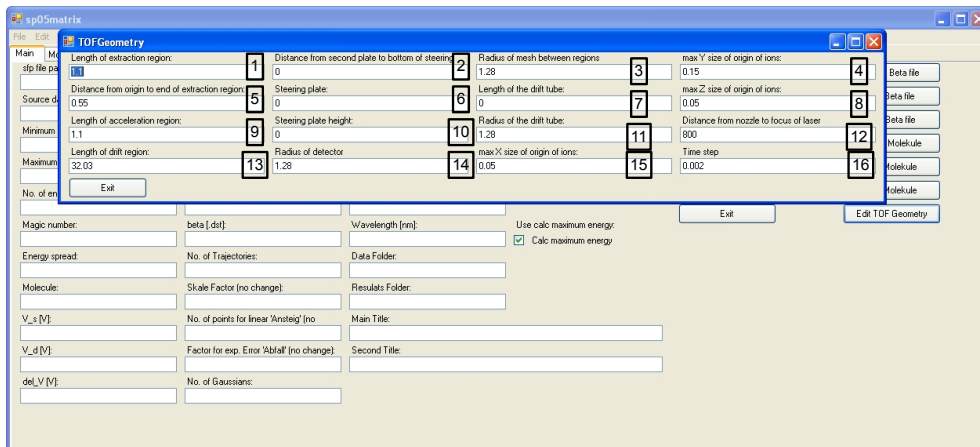 sp05matrix
File Edit
TOFGeometry
Main
Length of extraction region:
1
Distance from second plate to bottom of steering
2
Radius of mesh between regions
3
max Y size of origin of ions:
4
1.1
0
1.28
0.15
Distance from origin to end of extraction region:
5
Steering plate:
6
Length of the drift tube:
7
max Z size of origin of ions:
8
0.55
0
0
0.05
Length of acceleration region:
9
Steering plate height:
10
Radius of the drift tube:
11
Distance from nozzle to focus of laser
12
1.1
0
1.28
800
Length of drift region:
13
Radius of detector
14
max X size of origin of ions:
15
Time step
16
32.03
1.28
0.05
0.002
Exit
sfp file pa
Source da
Minimum
Maximum
No. of en
Beta file
Beta file
Beta file
Molekule
Molekule
Molekule
Exit
Edit TOF Geometry
Magic number:
beta [.dst]:
Wavelength [nm]:
Use calc maximum energy:
Calc maximum energy
Energy spread:
No. of Trajectories:
Data Folder:
Molecule:
Skale Factor (no change):
Resulats Folder:
V_s [V]:
No. of points for linear 'Ansteig' (no
Main Title:
V_d [V]:
Factor for exp. Error 'Abfall' (no change):
Second Title:
del_V [V]:
No. of Gaussians: